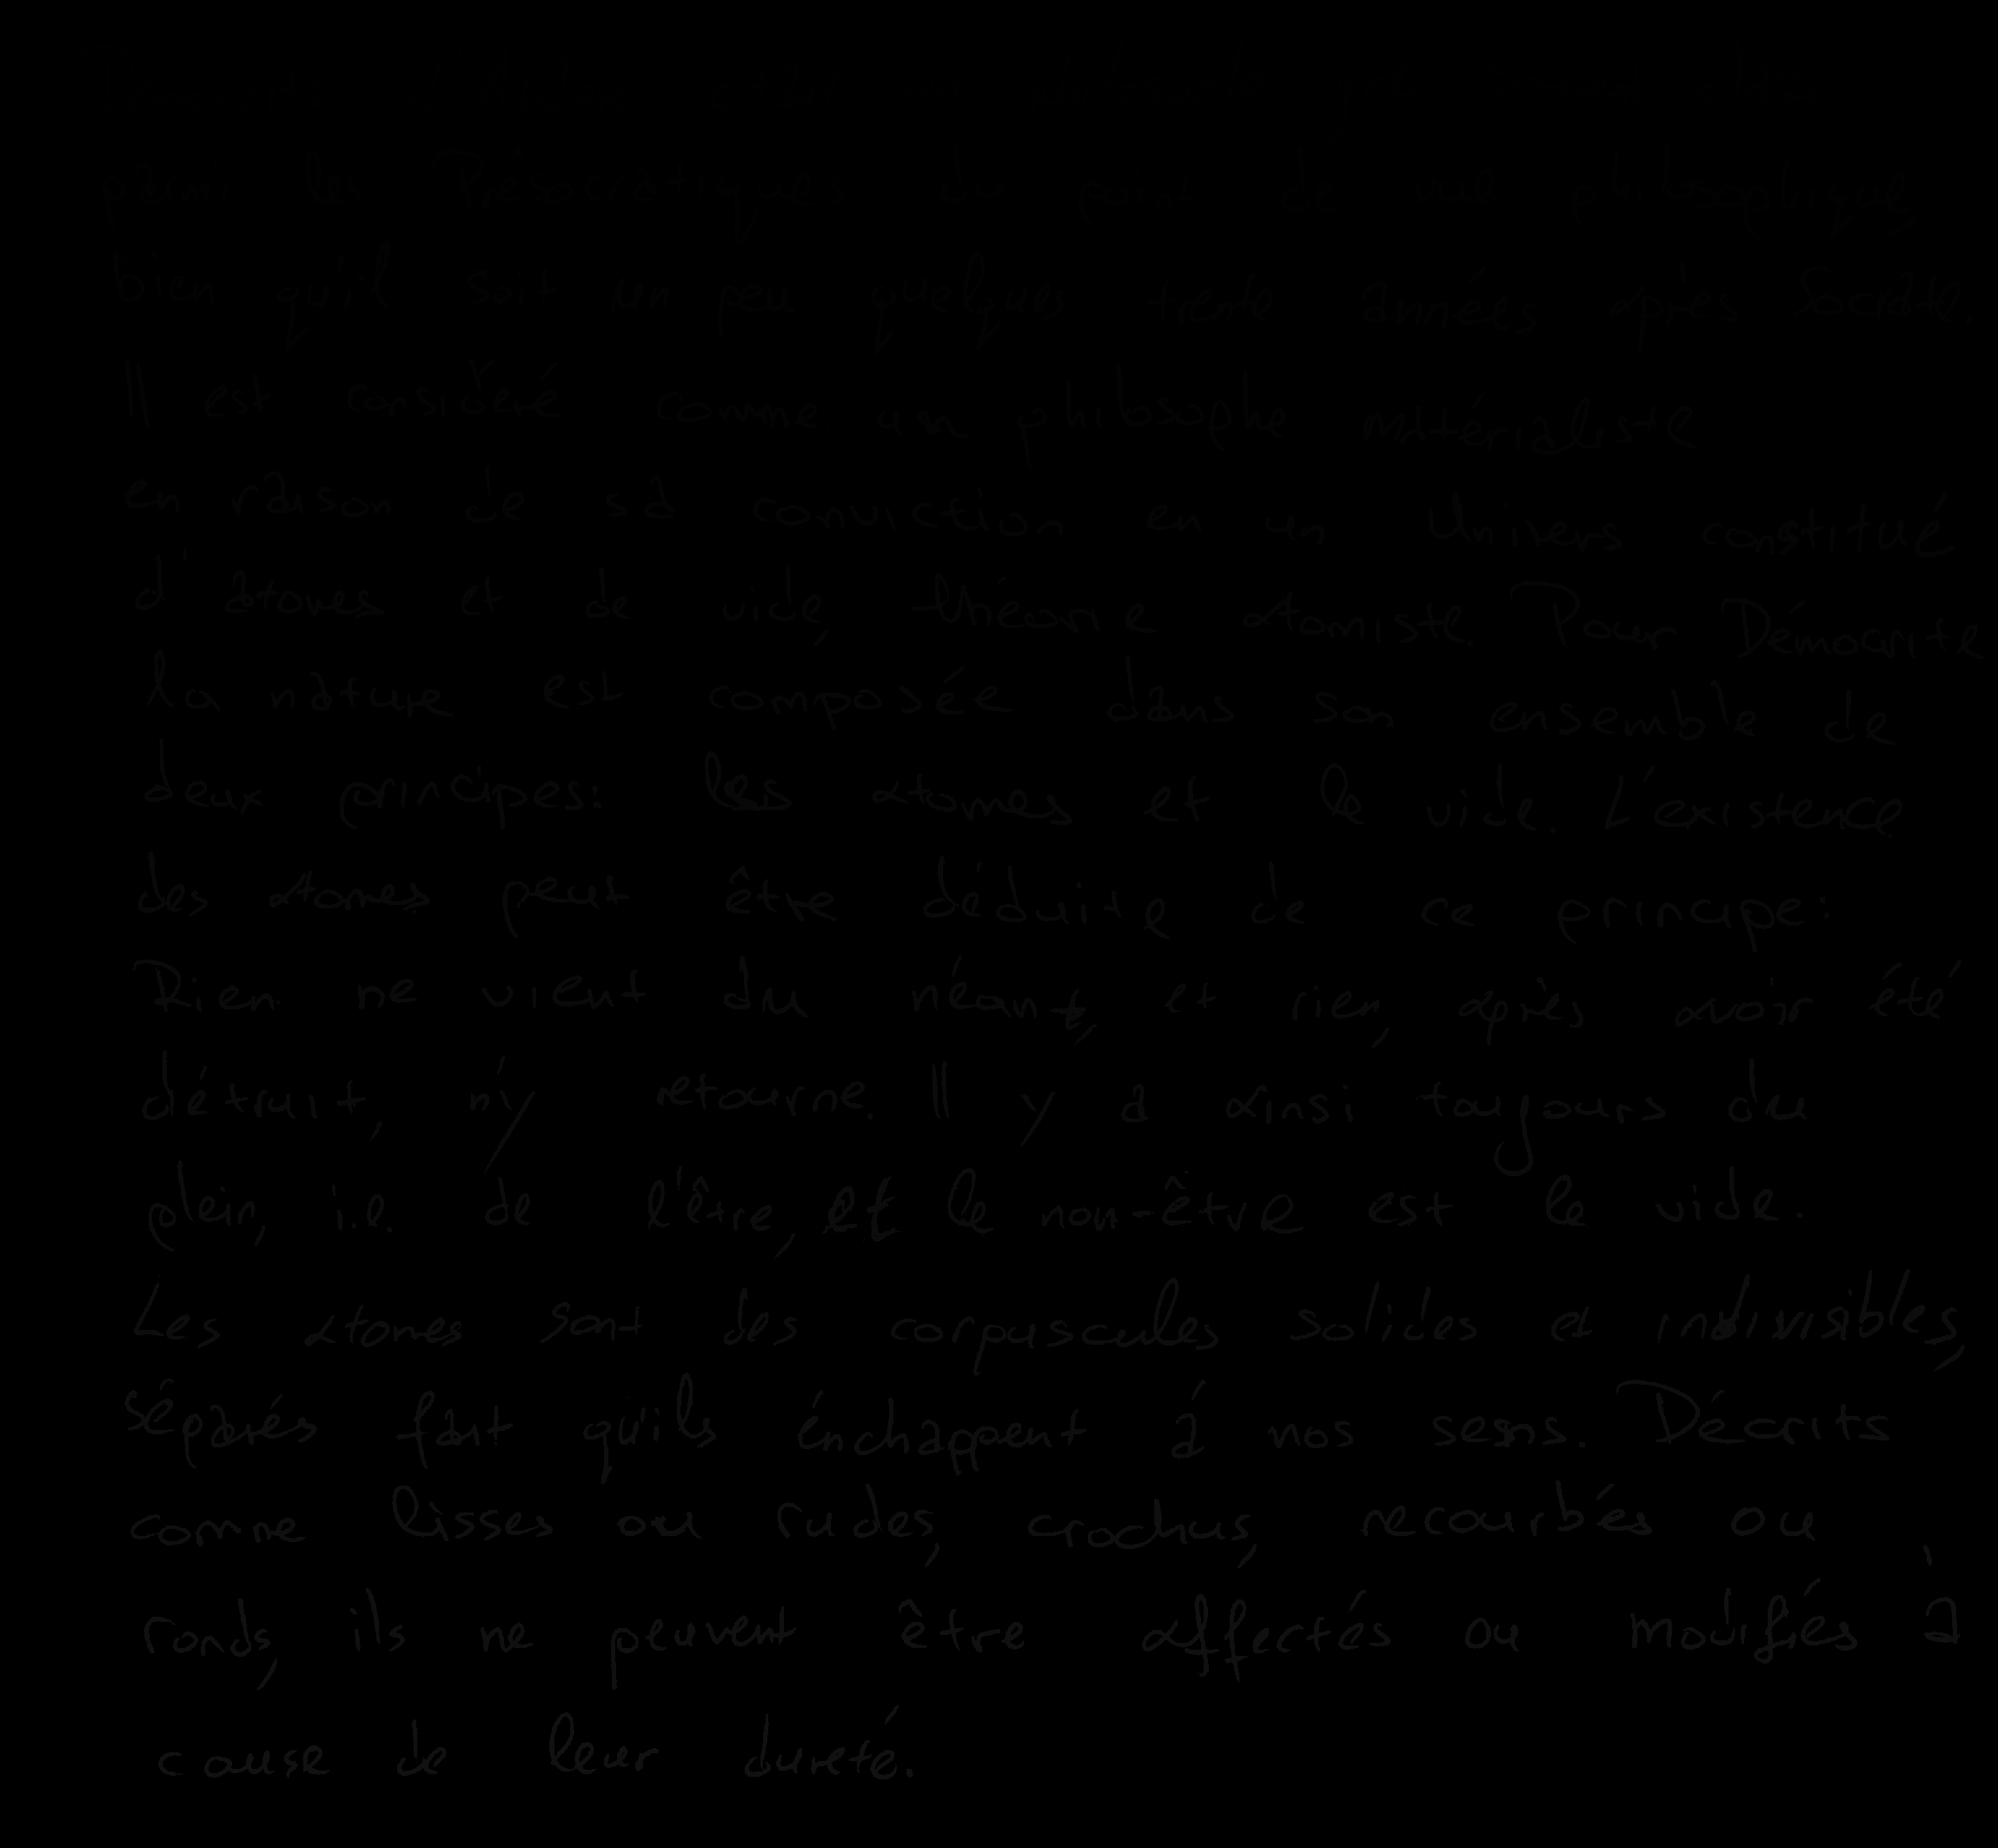 parmi les Présocratiques du point de vue philosophique,
bien qu'il soit un peu quelques trente années après Socrate.
Il est considéré comme un philosophe matérialiste
en raison de sa conviction en un Univers constitué
d'atomes et de vide, théorie atomiste. Pour Démocrite
la nature est composée dans son ensemble de
deux principes: les atomes et le vide. L'existence
des atomes peut être déduite de ce principe:
Rien ne vient du néant, et rien, après avoir été
détruit, n'y retourne. Il y a ainsi toujours du
plein, i.e. de l'être, et le non-être est le vide.
Les atomes sont des corpuscules solides et indivisibles,
séparés fait qu'ils énchappent à nos sesns. Décrits
comme lisses ou rudes, crochus, recourbés ou
ronds, ils ne peuvent être affectés ou modifiés à
cause de leur dureté.